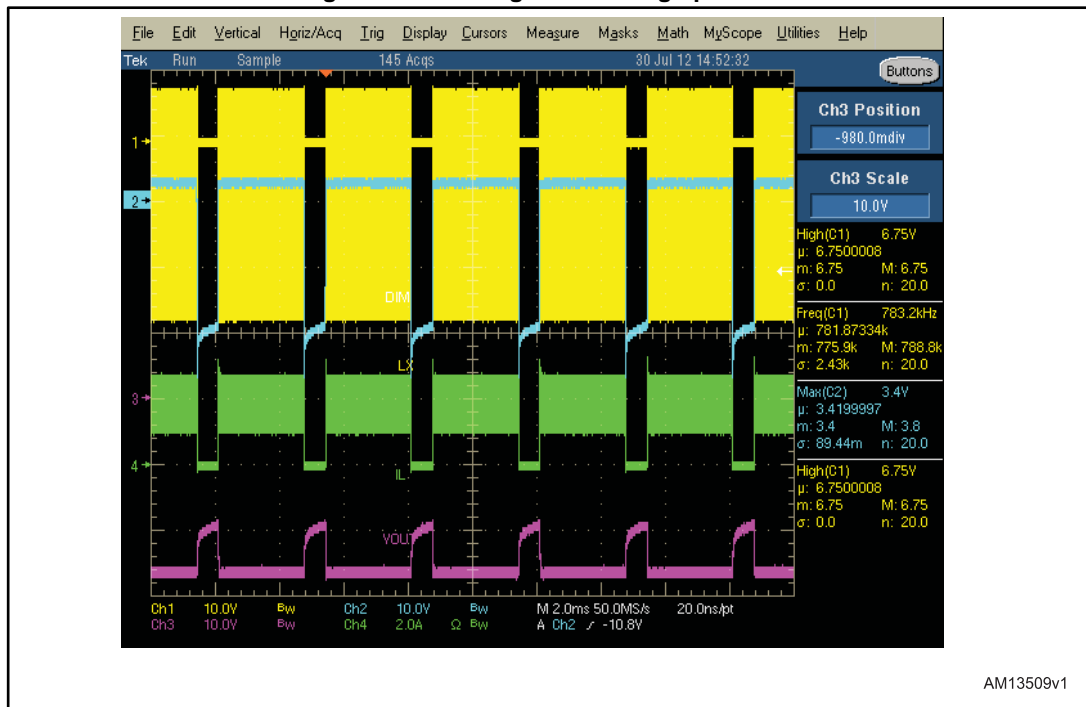 File Edit Vertical Horiz/Acq Trig Display Cursors Measure Masks Math MyScope Utilities Help
Tek Run Sample 145 Acqs 30 Jul 12 14:52:32
Buttons
Ch3 Position
-980.0mdiv
Ch3 Scale
10.0V
1
2
High(C1) 6.75V
µ: 6.7500008
m: 6.75 M: 6.75
σ: 0.0 n: 20.0
DIM
Freq(C1) 783.2kHz
µ: 781.87334k
m: 775.9k M: 788.8k
σ: 2.43k n: 20.0
LX
3
Max(C2) 3.4V
µ: 3.4199997
m: 3.4 M: 3.8
σ: 89.44m n: 20.0
4
IL
High(C1) 6.75V
µ: 6.7500008
m: 6.75 M: 6.75
σ: 0.0 n: 20.0
VOUT
Ch1 10.0V Bw Ch2 10.0V Bw M 2.0ms 50.0MS/s 20.0ns/pt
Ch3 10.0V Bw Ch4 2.0A Ω Bw A Ch2 ∕ -10.8V
AM13509v1